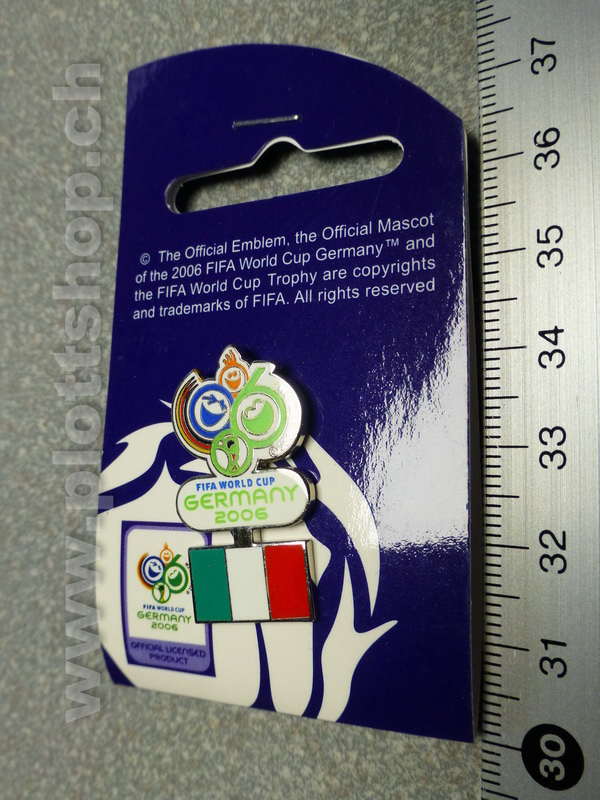 © The Official Emblem, the Official Mascot
of the 2006 FIFA World Cup Germany™ and
the FIFA World Cup Trophy are copyrights
and trademarks of FIFA. All rights reserved
FIFA WORLD CUP
GERMANY
2006
FIFA WORLD CUP
GERMANY
2006
OFFICIAL LICENSED
PRODUCT
37
36
35
34
33
32
31
30
www.plottshop.ch